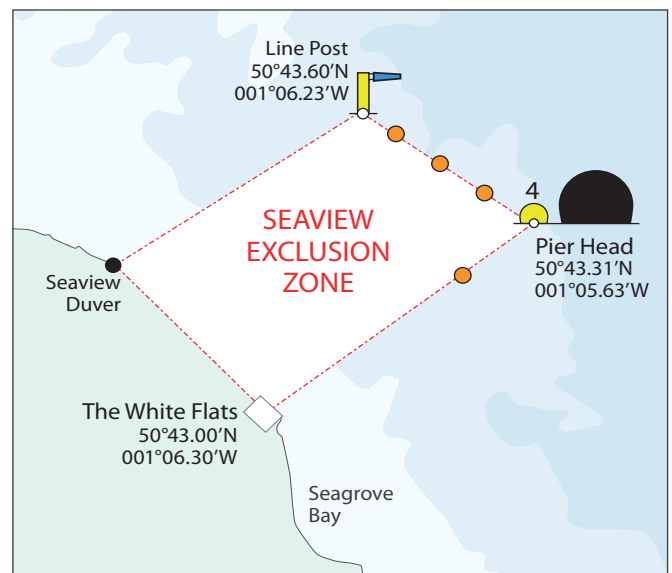 Line Post
50°43.60’N
001°06.23’W
4
Pier Head
50°43.31’N
001°05.63’W
SEAVIEW
EXCLUSION
ZONE
Seaview
Duver
The White Flats
50°43.00’N
001°06.30’W
Seagrove
Bay